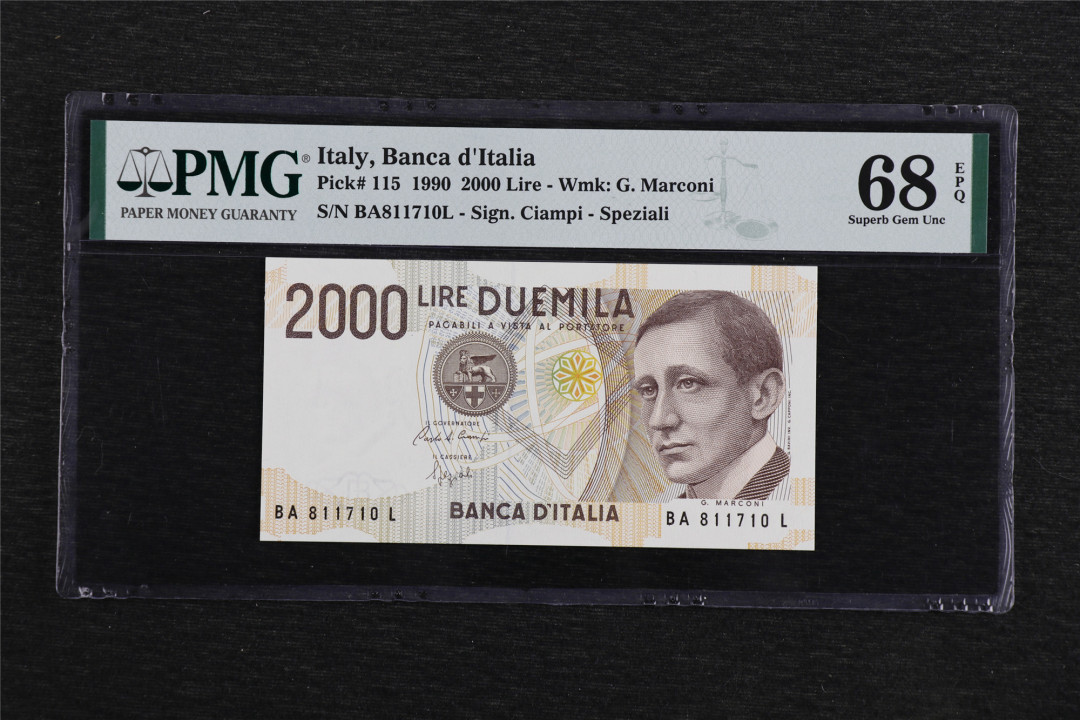 PMG®
PAPER MONEY GUARANTY
Italy, Banca d'Italia
Pick# 115 1990 2000 Lire - Wmk: G. Marconi
S/N BA811710L - Sign. Ciampi - Speziali
68
EPQ
Superb Gem Unc
2000 LIRE DUEMILA
PAGABILI A VISTA AL PORTATORE
IL GOVERNATORE
IL CASSIERE
G. MARCONI
BA 811710 L
BANCA D'ITALIA
BA 811710 L